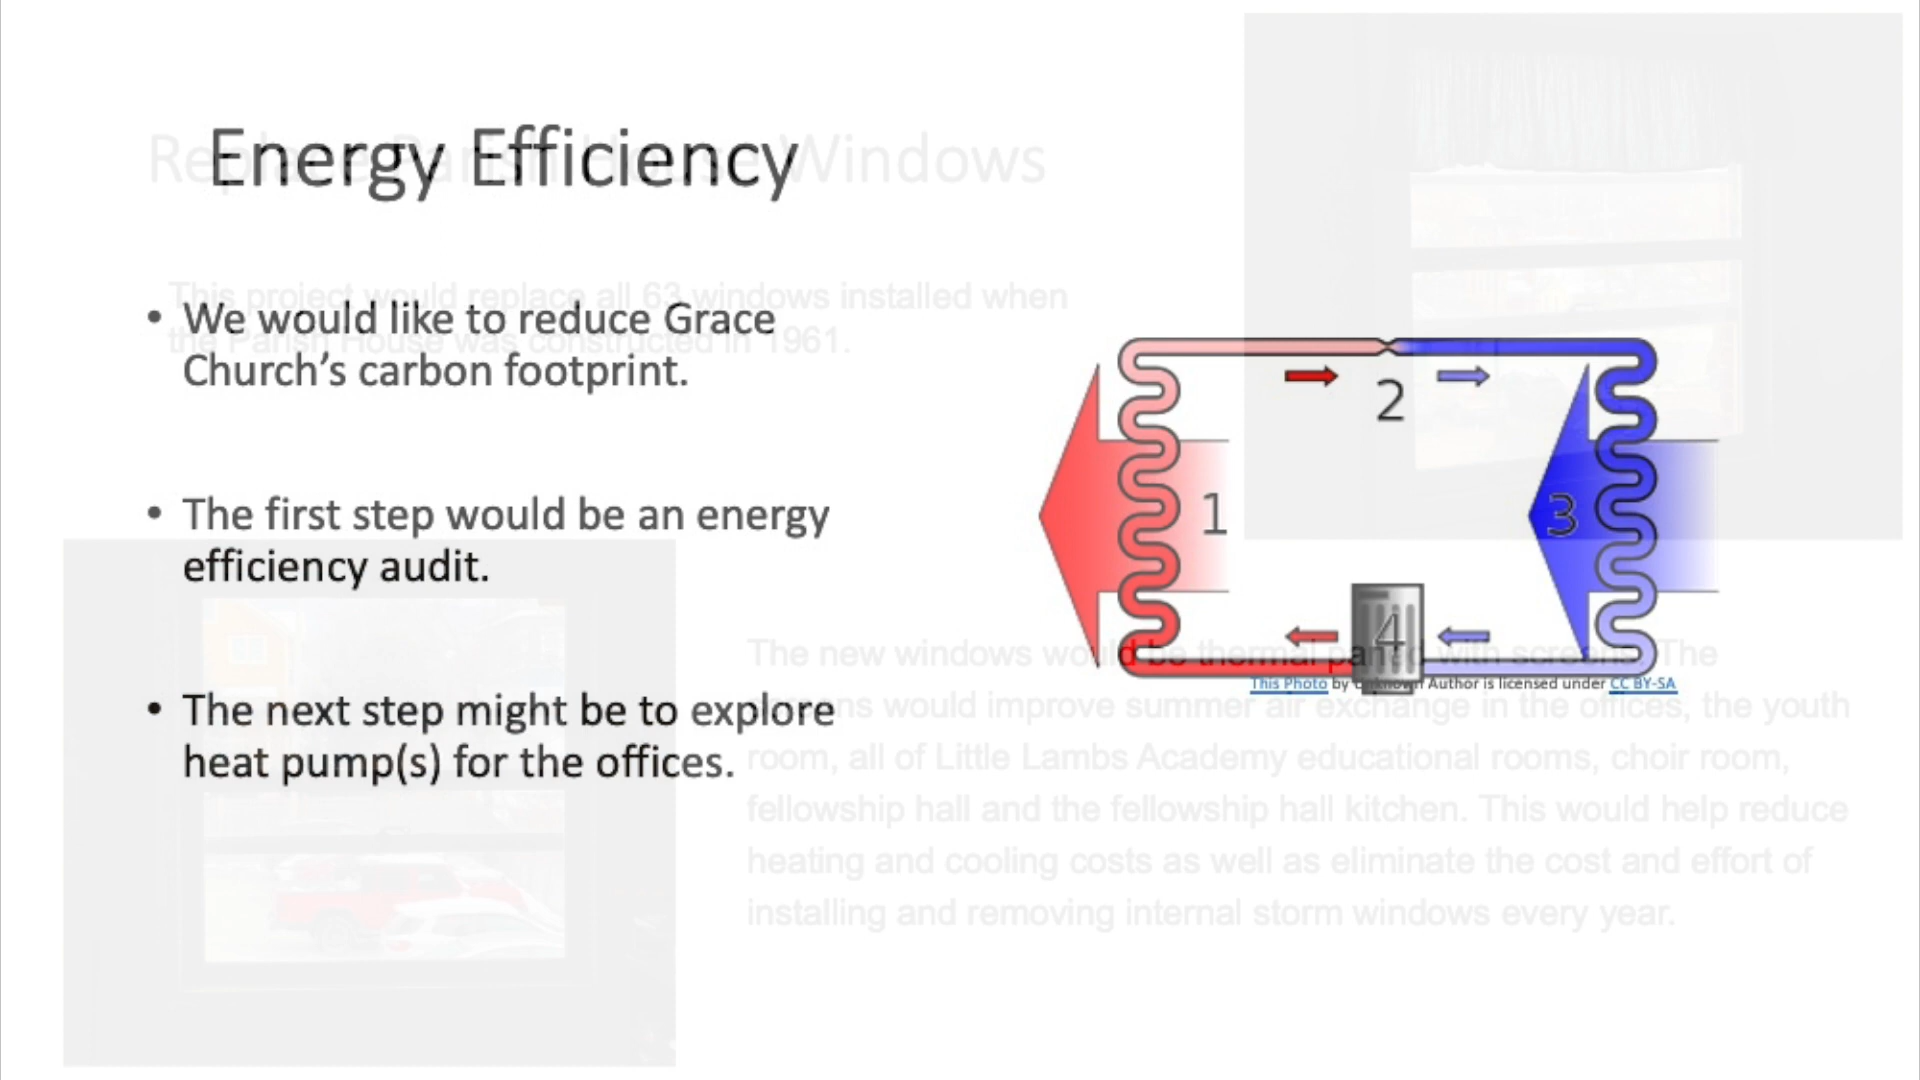 Energy Efficiency
Replace Parish House Windows
This project would replace all 63 windows installed when
the Parish House was constructed in 1961.
• We would like to reduce Grace
Church’s carbon footprint.
• The first step would be an energy
efficiency audit.
• The next step might be to explore
heat pump(s) for the offices.
1
2
3
4
This Photo by Unknown Author is licensed under CC BY-SA
The new windows would be thermal paned with screens. The
screens would improve summer air exchange in the offices, the youth
room, all of Little Lambs Academy educational rooms, choir room,
fellowship hall and the fellowship hall kitchen. This would help reduce
heating and cooling costs as well as eliminate the cost and effort of
installing and removing internal storm windows every year.